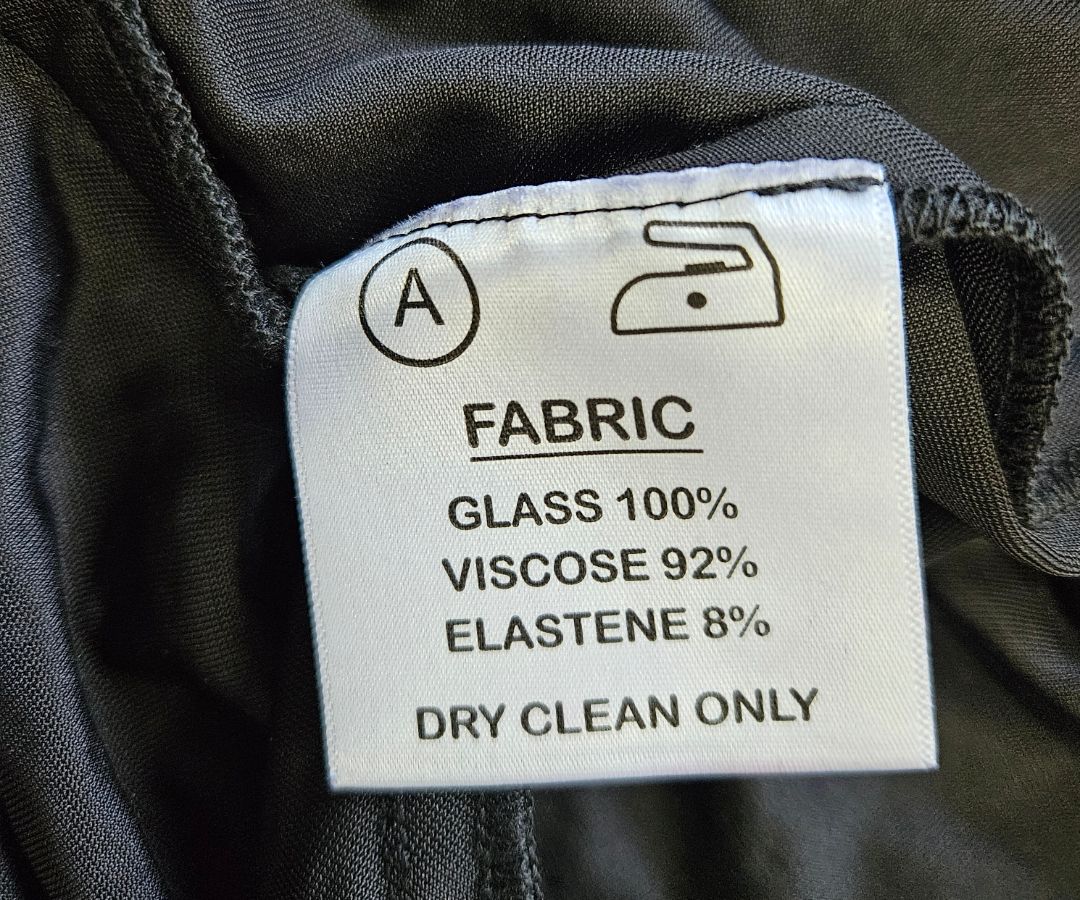 A
FABRIC
GLASS 100%
VISCOSE 92%
ELASTENE 8%
DRY CLEAN ONLY